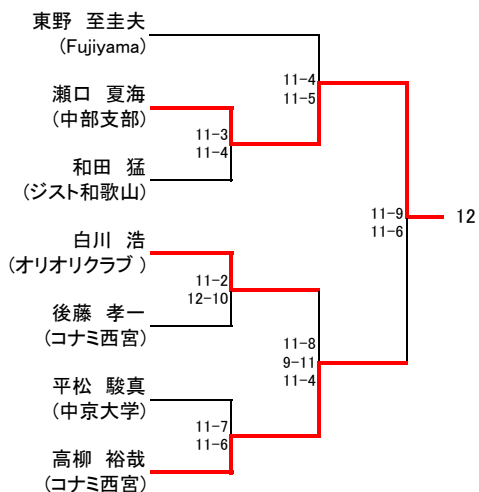 東野 至圭夫
(Fujiyama)
11-4
11-5
瀬口 夏海
(中部支部)
11-3
11-4
和田 猛
(ジスト和歌山)
11-9
11-6
12
白川 浩
(オリオリクラブ )
11-2
12-10
後藤 孝一
(コナミ西宮)
11-8
9-11
11-4
平松 駿真
(中京大学)
11-7
11-6
高柳 裕哉
(コナミ西宮)